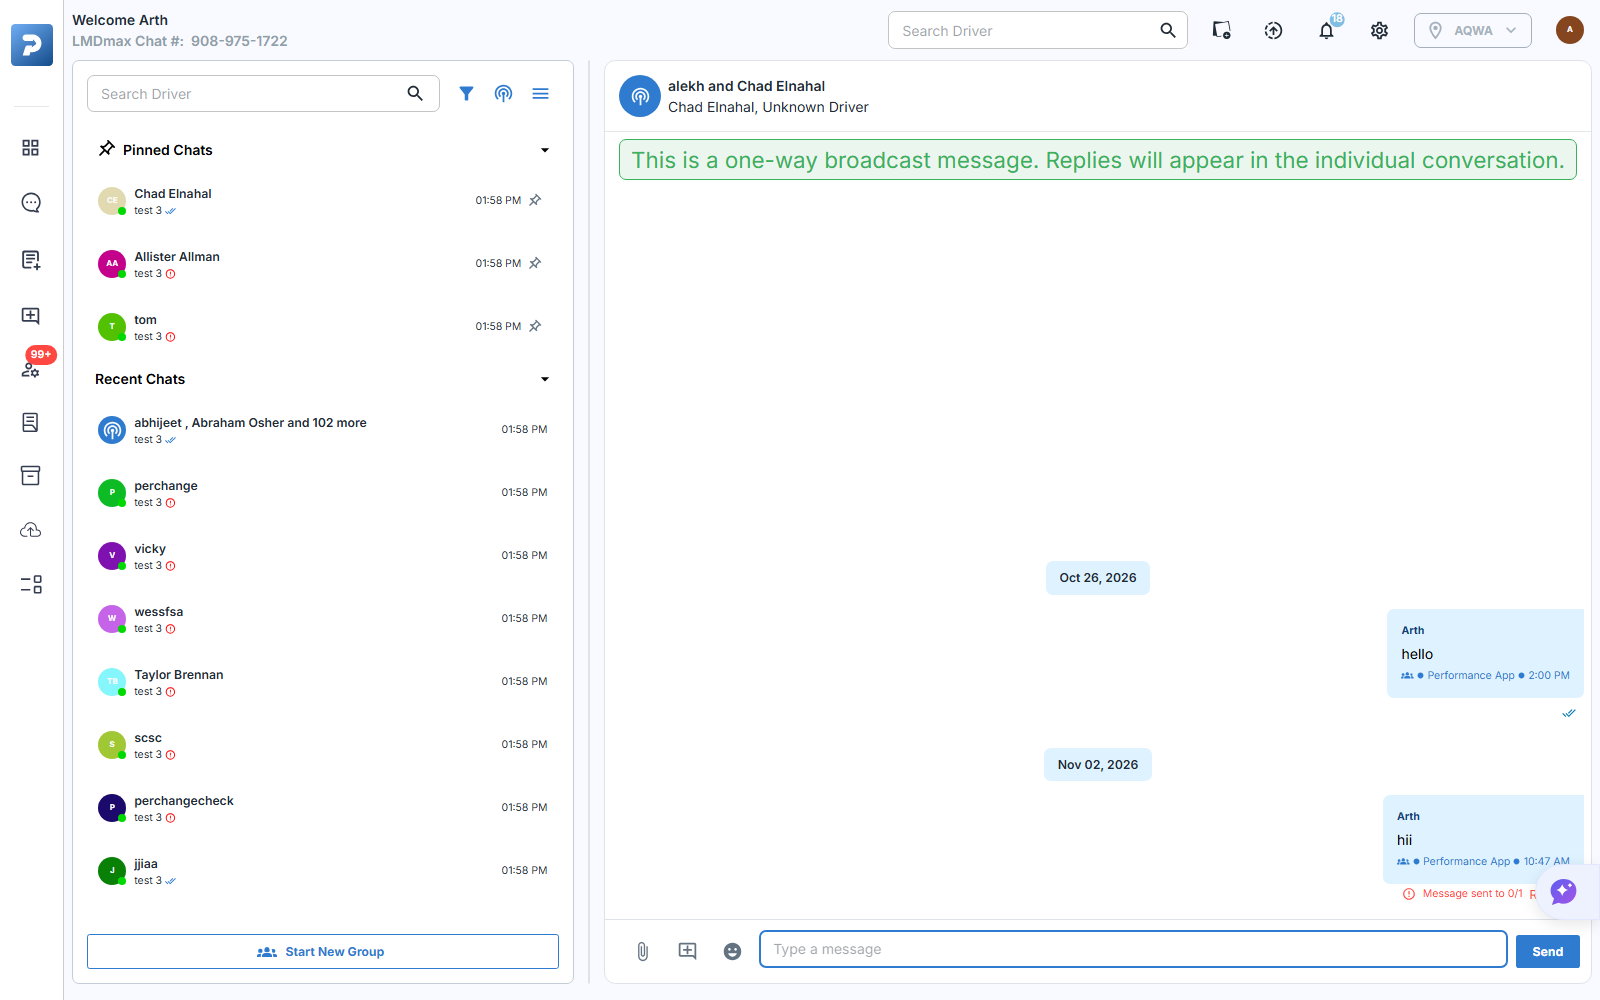 Welcome Arth
LMDmax Chat #: 908-975-1722
Search Driver
18
AQWA
A
99+
Search Driver
Pinned Chats
CE
Chad Elnahal
test 3
01:58 PM
AA
Allister Allman
test 3
01:58 PM
T
tom
test 3
01:58 PM
Recent Chats
abhijeet , Abraham Osher and 102 more
test 3
01:58 PM
P
perchange
test 3
01:58 PM
V
vicky
test 3
01:58 PM
W
wessfsa
test 3
01:58 PM
TB
Taylor Brennan
test 3
01:58 PM
S
scsc
test 3
01:58 PM
P
perchangecheck
test 3
01:58 PM
J
jjiaa
test 3
01:58 PM
Start New Group
alekh and Chad Elnahal
Chad Elnahal, Unknown Driver
This is a one-way broadcast message. Replies will appear in the individual conversation.
Oct 26, 2026
Arth
hello
Performance App ● 2:00 PM
Nov 02, 2026
Arth
hii
Performance App ● 10:47 AM
Message sent to 0/1
Type a message
Send